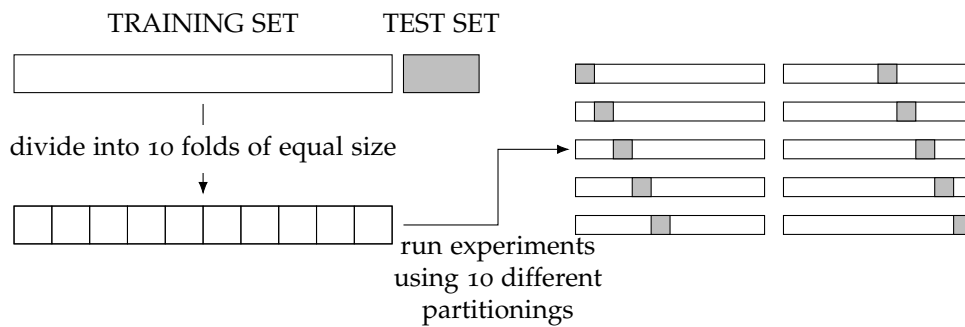 TRAINING SET
TEST SET
divide into 10 folds of equal size
run experiments
using 10 different
partitionings